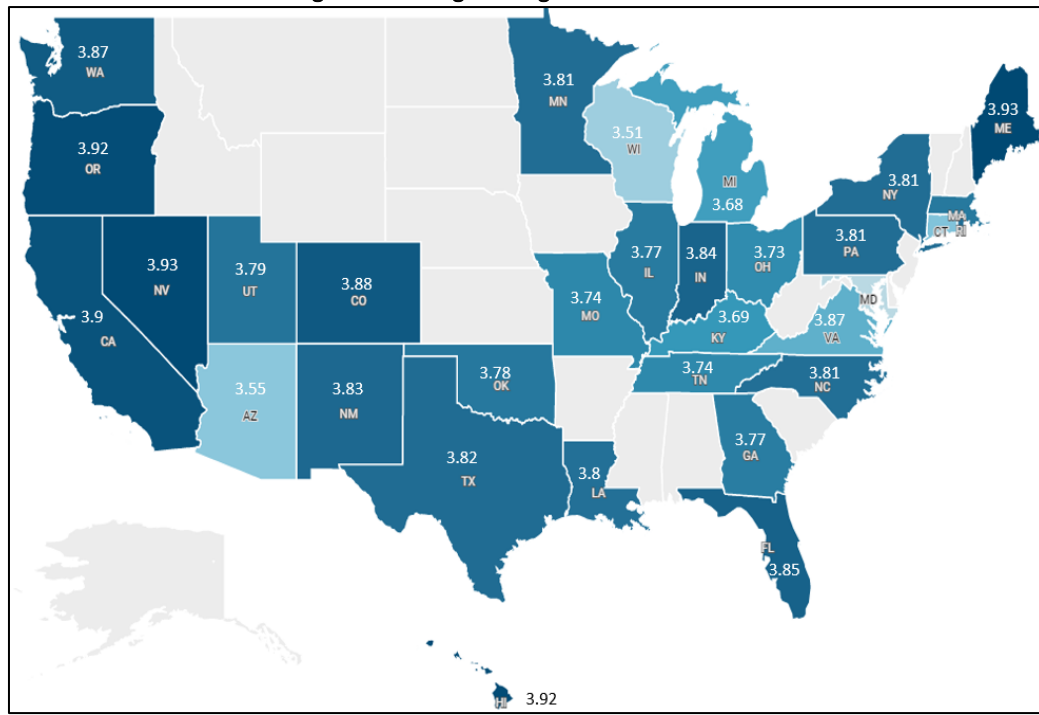 3.87
WA
3.92
OR
3.9
CA
3.93
NV
3.79
UT
3.88
CO
3.55
AZ
3.83
NM
3.82
TX
3.78
OK
3.81
MN
3.51
WI
MI
3.68
3.77
IL
3.84
IN
3.73
OH
3.74
MO
3.69
KY
3.74
TN
3.8
LA
3.77
GA
FL
3.85
3.81
NC
3.87
VA
MD
3.81
PA
3.81
NY
MA
CT RI
3.93
ME
HI 3.92